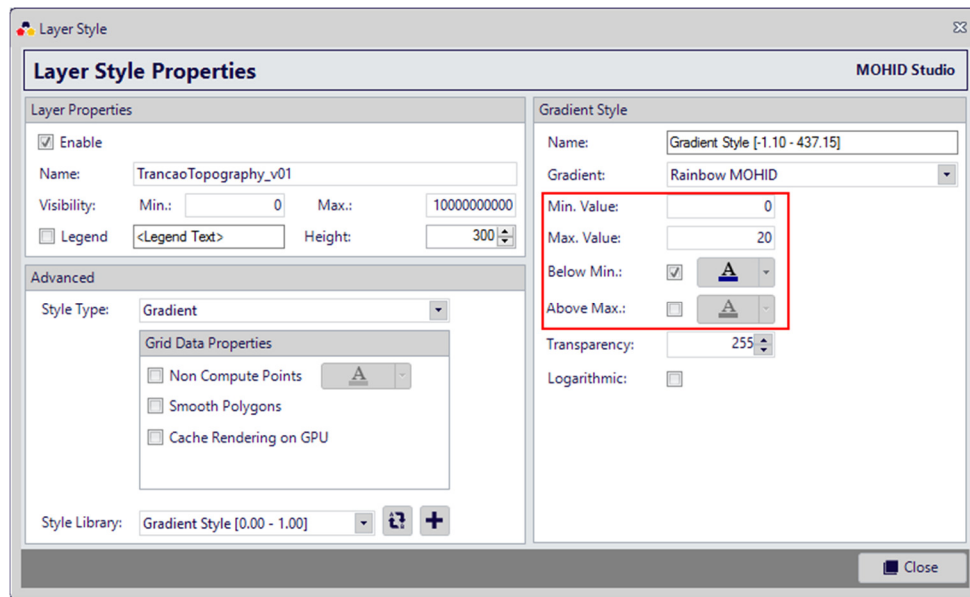 Layer Style
Layer Style Properties
MOHID Studio
Layer Properties
Enable
Name: TrancaoTopography_v01
Visibility: Min.: 0 Max.: 10000000000
Legend <Legend Text> Height: 300
Advanced
Style Type: Gradient
Grid Data Properties
Non Compute Points A
Smooth Polygons
Cache Rendering on GPU
Style Library: Gradient Style [0.00 - 1.00]
Gradient Style
Name: Gradient Style [-1.10 - 437.15]
Gradient: Rainbow MOHID
Min. Value: 0
Max. Value: 20
Below Min.: A
Above Max.: A
Transparency: 255
Logarithmic:
Close